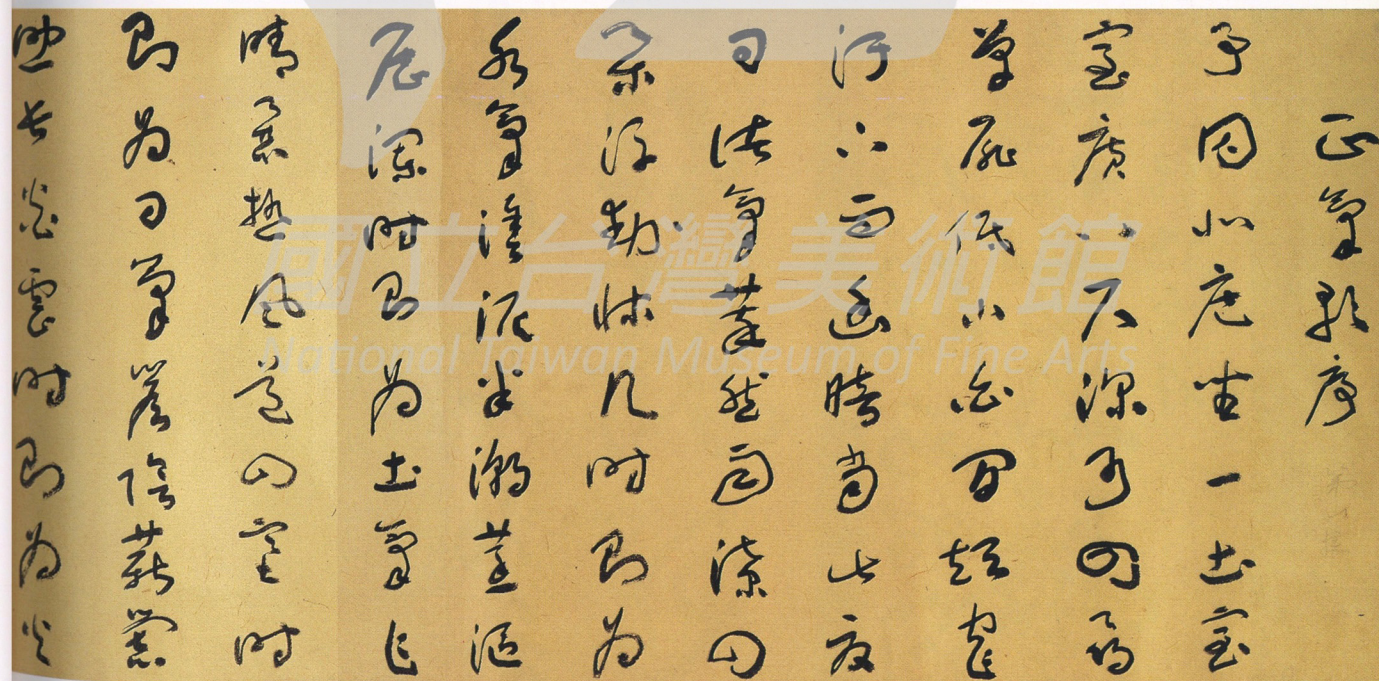 正氣歌序
予囚北庭坐一土室
室廣八尺深可四尋
單扉低小白間短窄
汙下而幽暗當此夏
日諸氣萃然雨潦四
集浮動牀几時則為
水氣塗泥半潮蒸漚
歷瀾時則為土氣乍
晴暴熱風道四塞時
則為日氣簷陰薪爨
助長炎虐時則為火
國立台灣美術館
National Taiwan Museum of Fine Arts